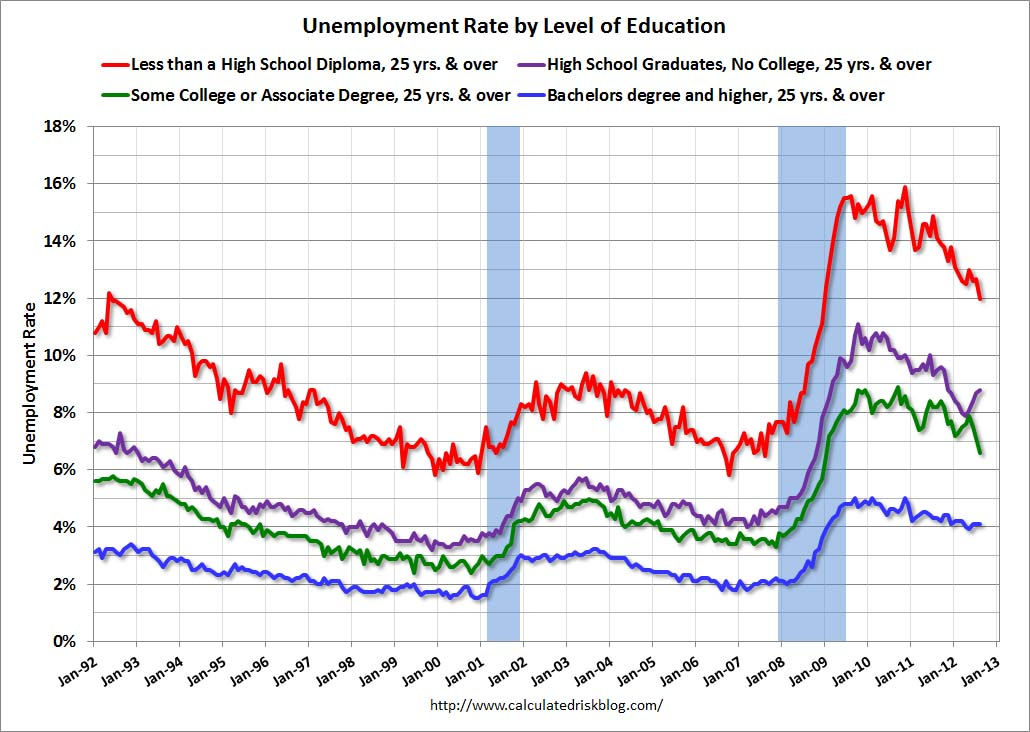 Unemployment Rate by Level of Education
Less than a High School Diploma, 25 yrs. & over
High School Graduates, No College, 25 yrs. & over
Some College or Associate Degree, 25 yrs. & over
Bachelors degree and higher, 25 yrs. & over
Unemployment Rate
18%
16%
14%
12%
10%
8%
6%
4%
2%
0%
Jan-92
Jan-93
Jan-94
Jan-95
Jan-96
Jan-97
Jan-98
Jan-99
Jan-00
Jan-01
Jan-02
Jan-03
Jan-04
Jan-05
Jan-06
Jan-07
Jan-08
Jan-09
Jan-10
Jan-11
Jan-12
Jan-13
http://www.calculatedriskblog.com/